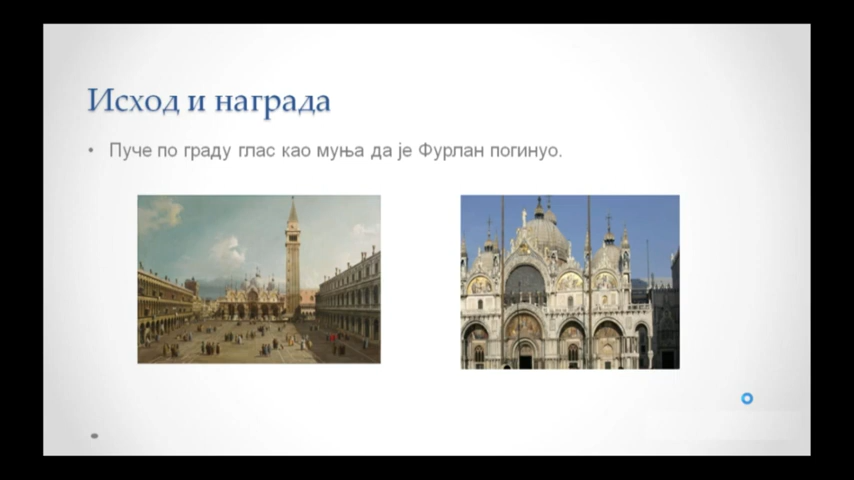 Исход и награда
• Пуче по граду глас као муња да је Фурлан погинуо.